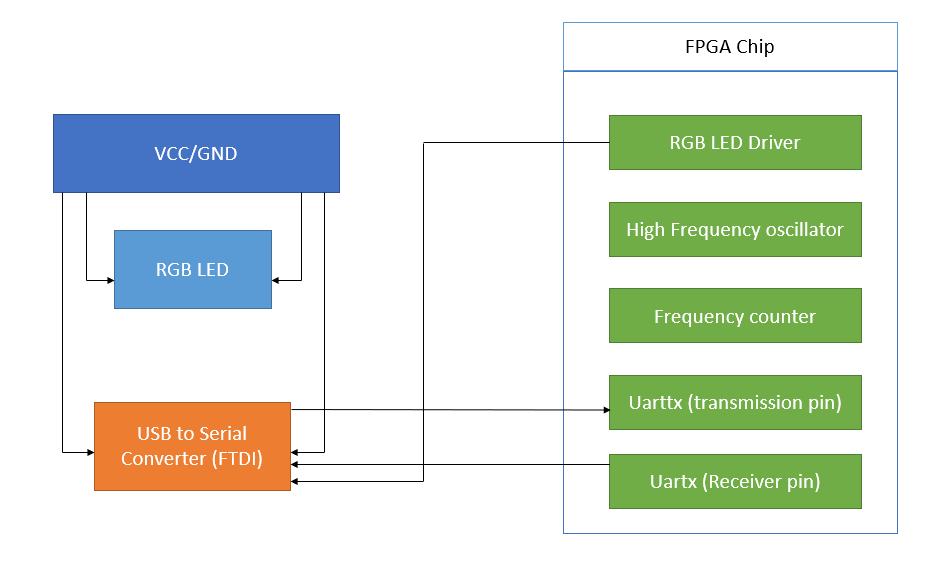 FPGA Chip
VCC/GND
RGB LED
USB to Serial
Converter (FTDI)
RGB LED Driver
High Frequency oscillator
Frequency counter
Uarttx (transmission pin)
Uartx (Receiver pin)